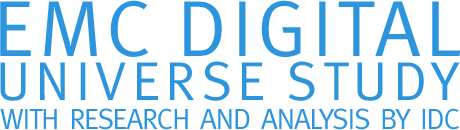 EMC DIGITAL
UNIVERSE STUDY
WITH RESEARCH AND ANALYSIS BY IDC